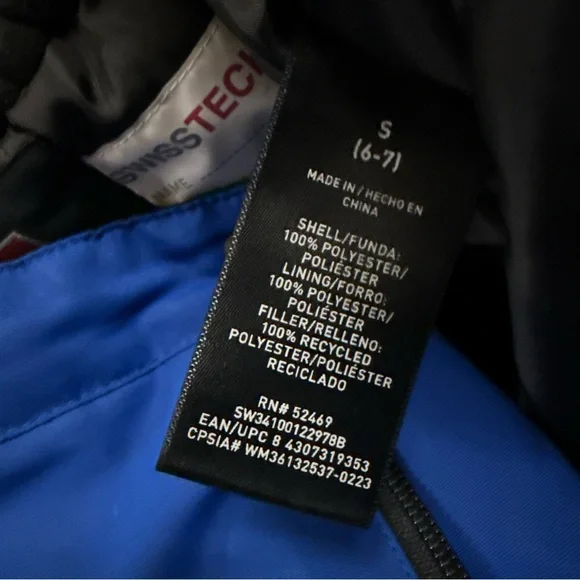 SWISSTECH
S
(6-7)
MADE IN / HECHO EN
CHINA
SHELL/FUNDA:
100% POLYESTER/
POLIÉSTER
LINING/FORRO:
100% POLYESTER/
POLIÉSTER
FILLER/RELLENO:
100% RECYCLED
POLYESTER/POLIÉSTER
RECICLADO
RN# 52469
SW34100122978B
EAN/UPC 8 4307319353
CPSIA# WM36132537-0223